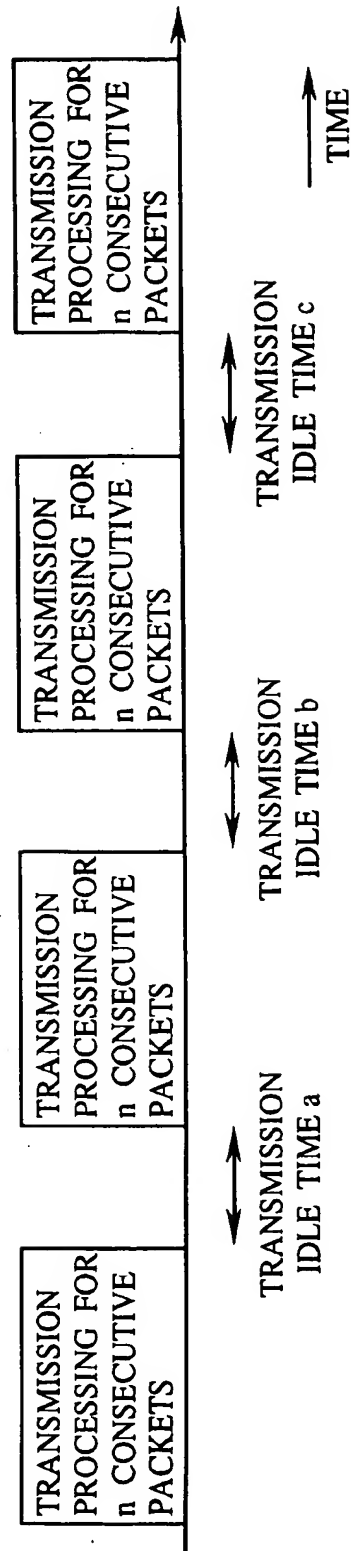 TRANSMISSION
PROCESSING FOR
n CONSECUTIVE
PACKETS
TRANSMISSION
IDLE TIME a
TRANSMISSION
PROCESSING FOR
n CONSECUTIVE
PACKETS
TRANSMISSION
IDLE TIME b
TRANSMISSION
PROCESSING FOR
n CONSECUTIVE
PACKETS
TRANSMISSION
IDLE TIME c
TRANSMISSION
PROCESSING FOR
n CONSECUTIVE
PACKETS
TIME